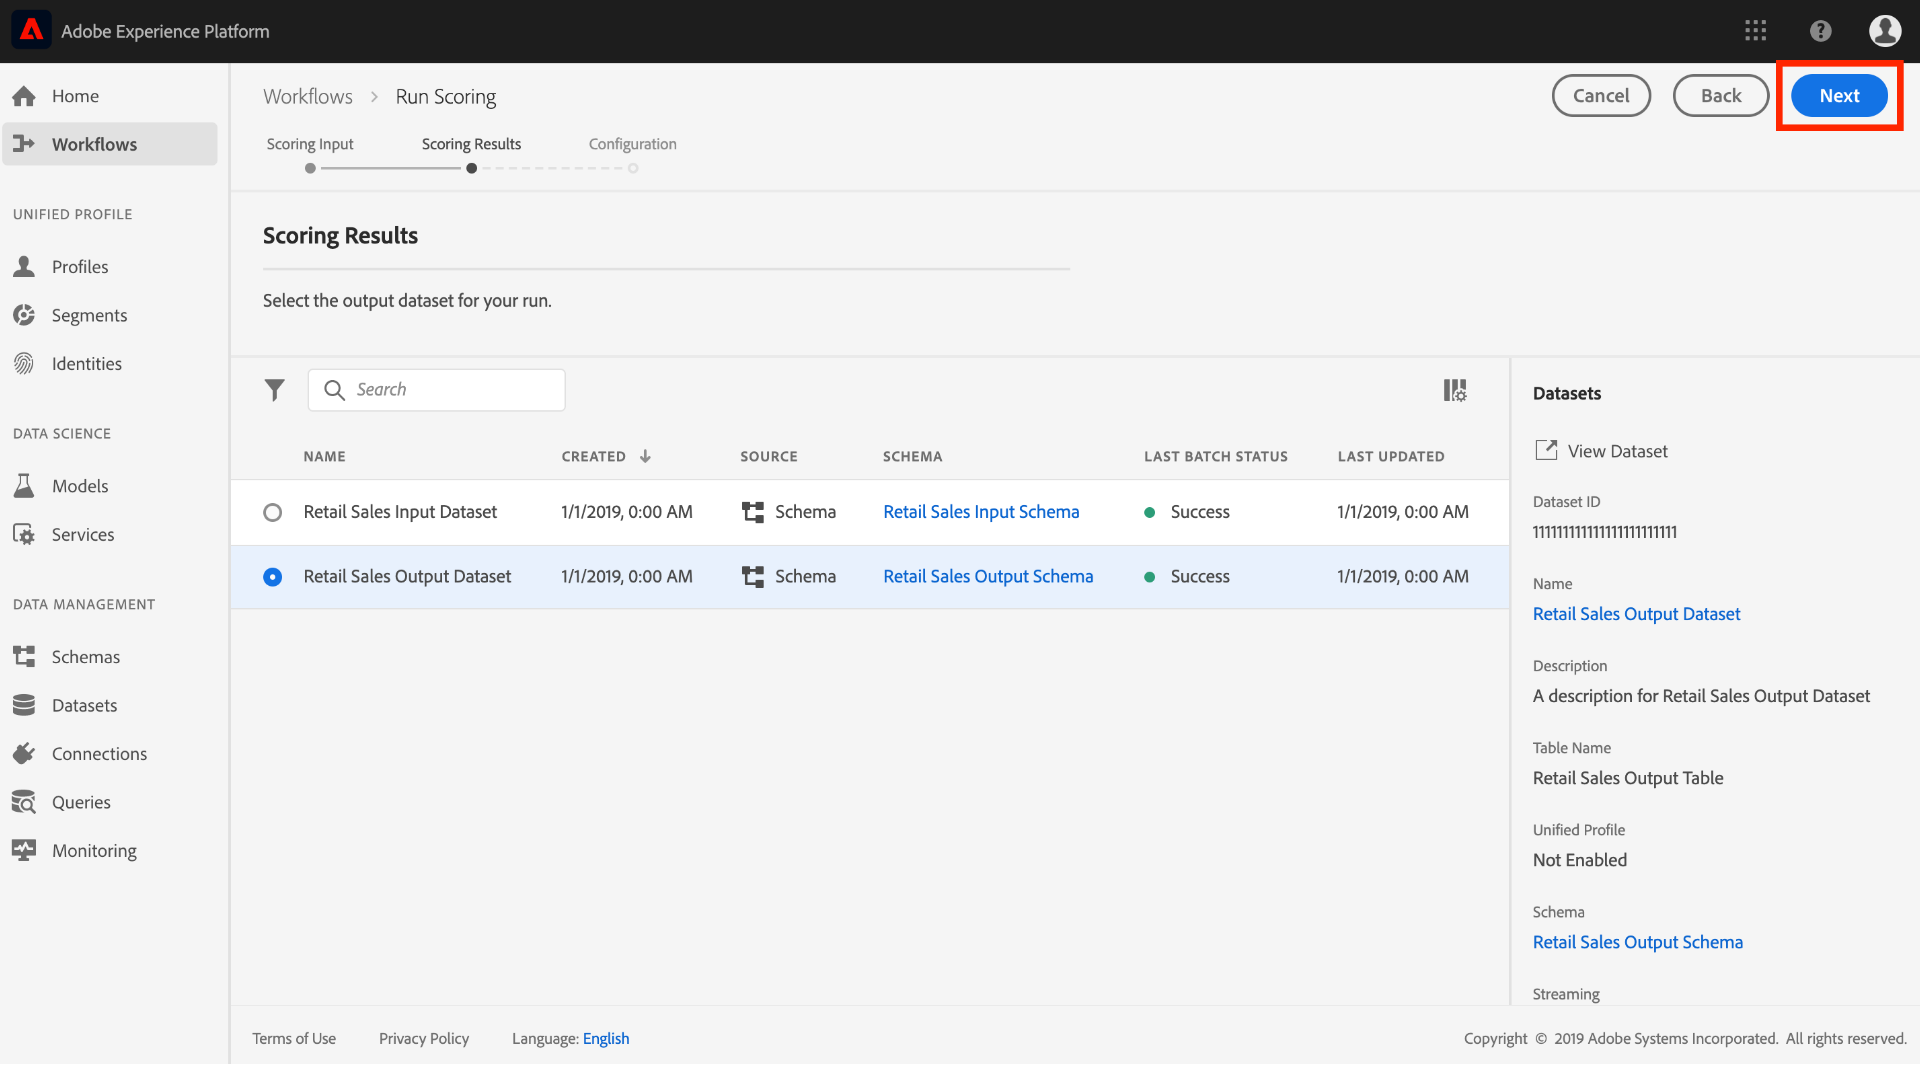 Adobe Experience Platform
?
Home
Workflows
UNIFIED PROFILE
Profiles
Segments
Identities
DATA SCIENCE
Models
Services
DATA MANAGEMENT
Schemas
Datasets
Connections
Queries
Monitoring
Workflows > Run Scoring
Cancel Back Next
Scoring Input Scoring Results Configuration
Scoring Results
Select the output dataset for your run.
Search
NAME CREATED ↓ SOURCE SCHEMA LAST BATCH STATUS LAST UPDATED
Retail Sales Input Dataset 1/1/2019, 0:00 AM Schema Retail Sales Input Schema Success 1/1/2019, 0:00 AM
Retail Sales Output Dataset 1/1/2019, 0:00 AM Schema Retail Sales Output Schema Success 1/1/2019, 0:00 AM
Datasets
View Dataset
Dataset ID
Name
Retail Sales Output Dataset
Description
A description for Retail Sales Output Dataset
Table Name
Retail Sales Output Table
Unified Profile
Not Enabled
Schema
Retail Sales Output Schema
Streaming
Terms of Use Privacy Policy Language: English
Copyright © 2019 Adobe Systems Incorporated. All rights reserved.